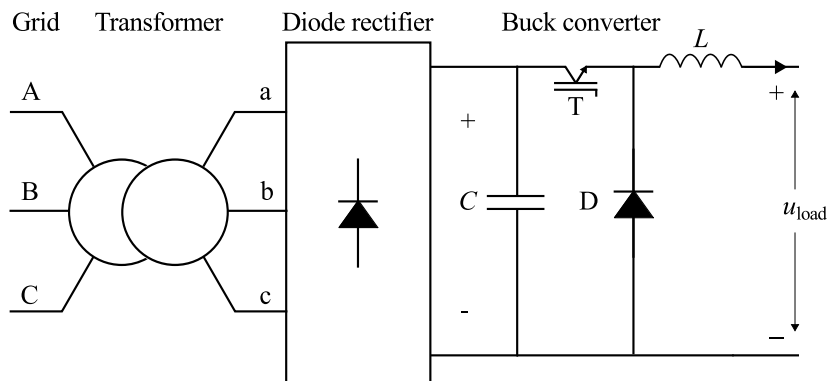 Grid Transformer Diode rectifier Buck converter
L
A a
+ T +
B b
C D u_load
C c
- −